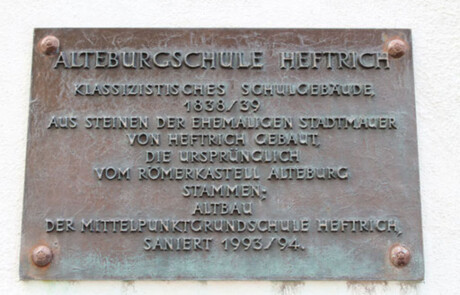 ALTEBURGSCHULE HEFTRICH
KLASSIZISTISCHES SCHULGEBÄUDE,
1838/39
AUS STEINEN DER EHEMALIGEN STADTMAUER
VON HEFTRICH GEBAUT,
DIE URSPRÜNGLICH
VOM RÖMERKASTELL ALTEBURG
STAMMEN;
ALTBAU
DER MITTELPUNKTGRUNDSCHULE HEFTRICH,
SANIERT 1993/94.